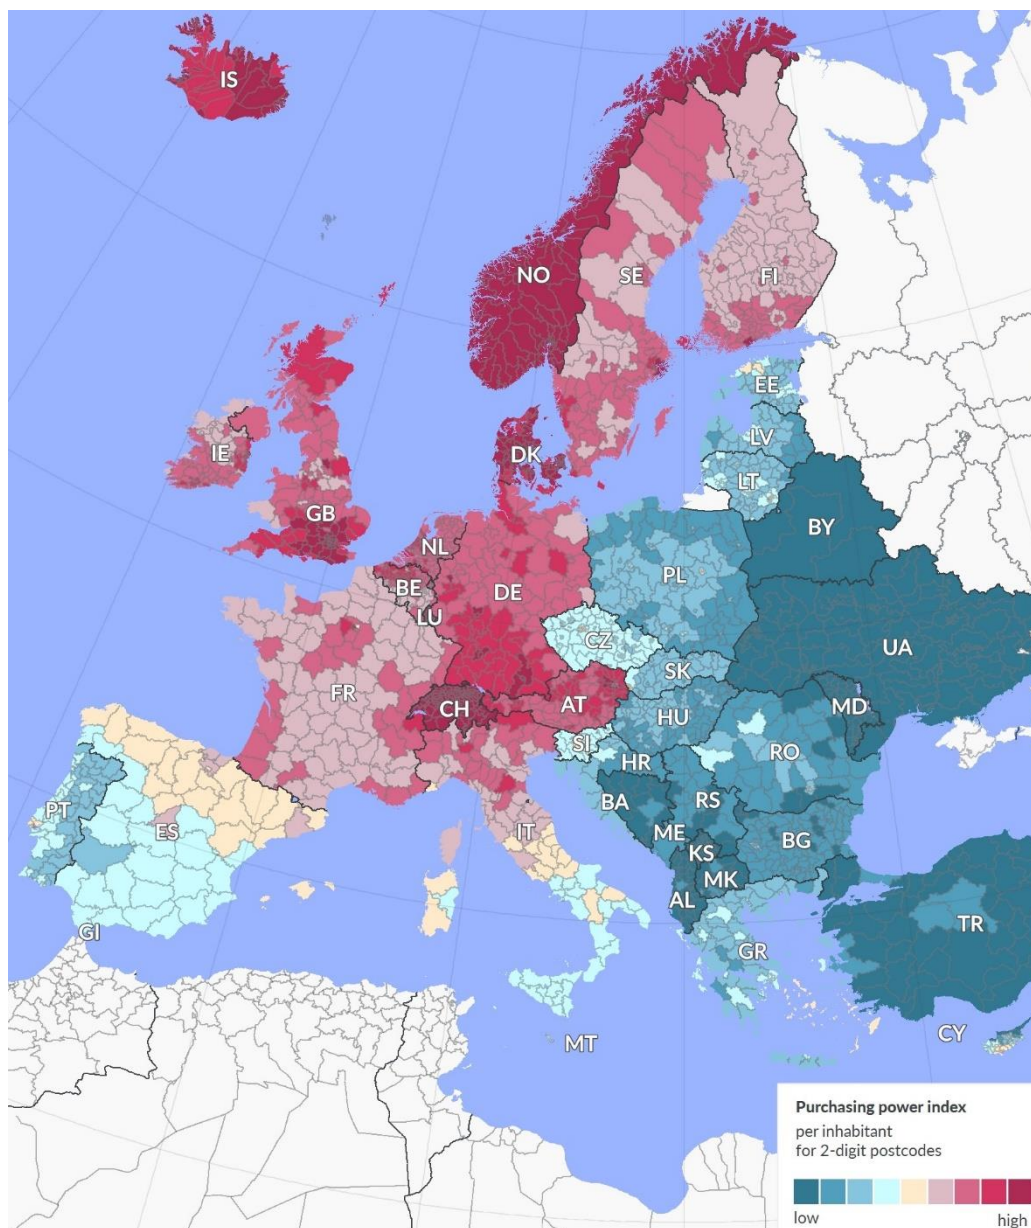 IS
NO
SE
FI
EE
LV
LT
IE
DK
GB
BY
NL
PL
BE
DE
LU
CZ
UA
SK
FR
CH
AT
HU
MD
SI
RO
HR
PT
BA
RS
ES
IT
ME
BG
KS
MK
AL
TR
GI
GR
MT
CY
Purchasing power index
per inhabitant
for 2-digit postcodes
low high